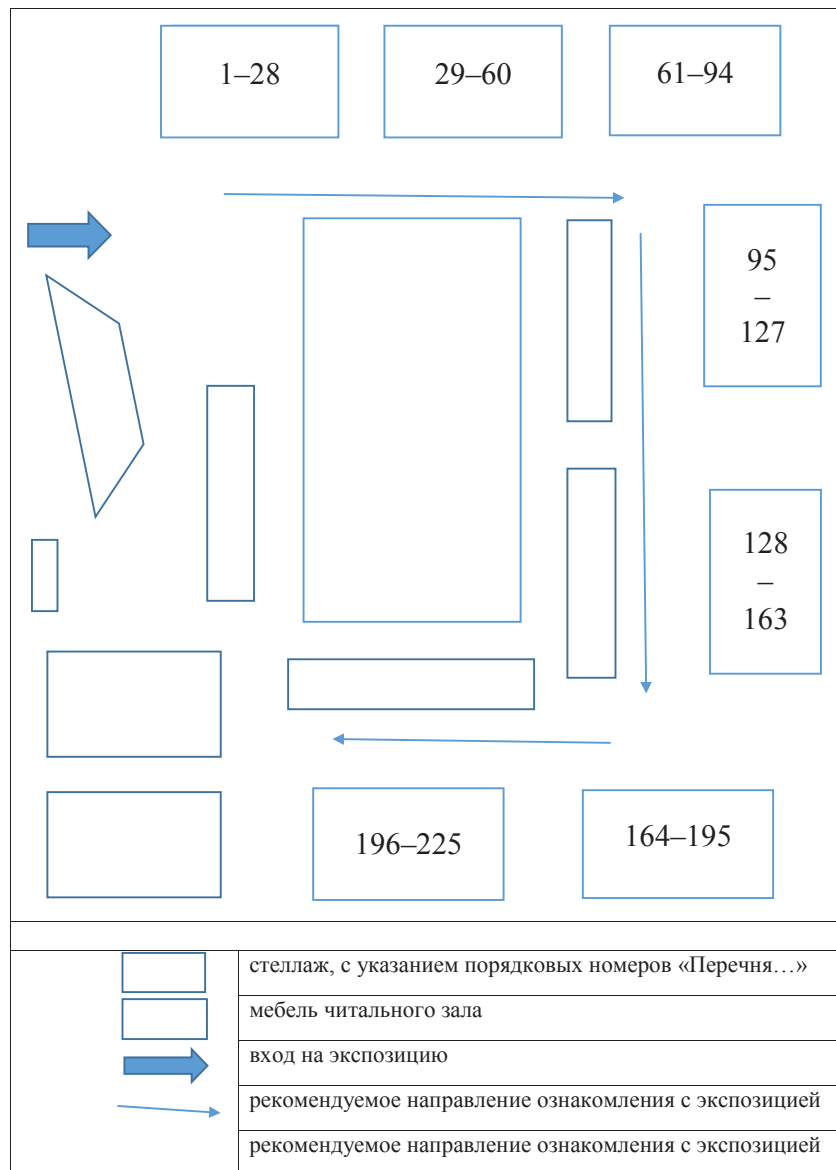 1–28
29–60
61–94
95
–
127
128
–
163
196–225
164–195
стеллаж, с указанием порядковых номеров «Перечня…»
мебель читального зала
вход на экспозицию
рекомендуемое направление ознакомления с экспозицией
рекомендуемое направление ознакомления с экспозицией